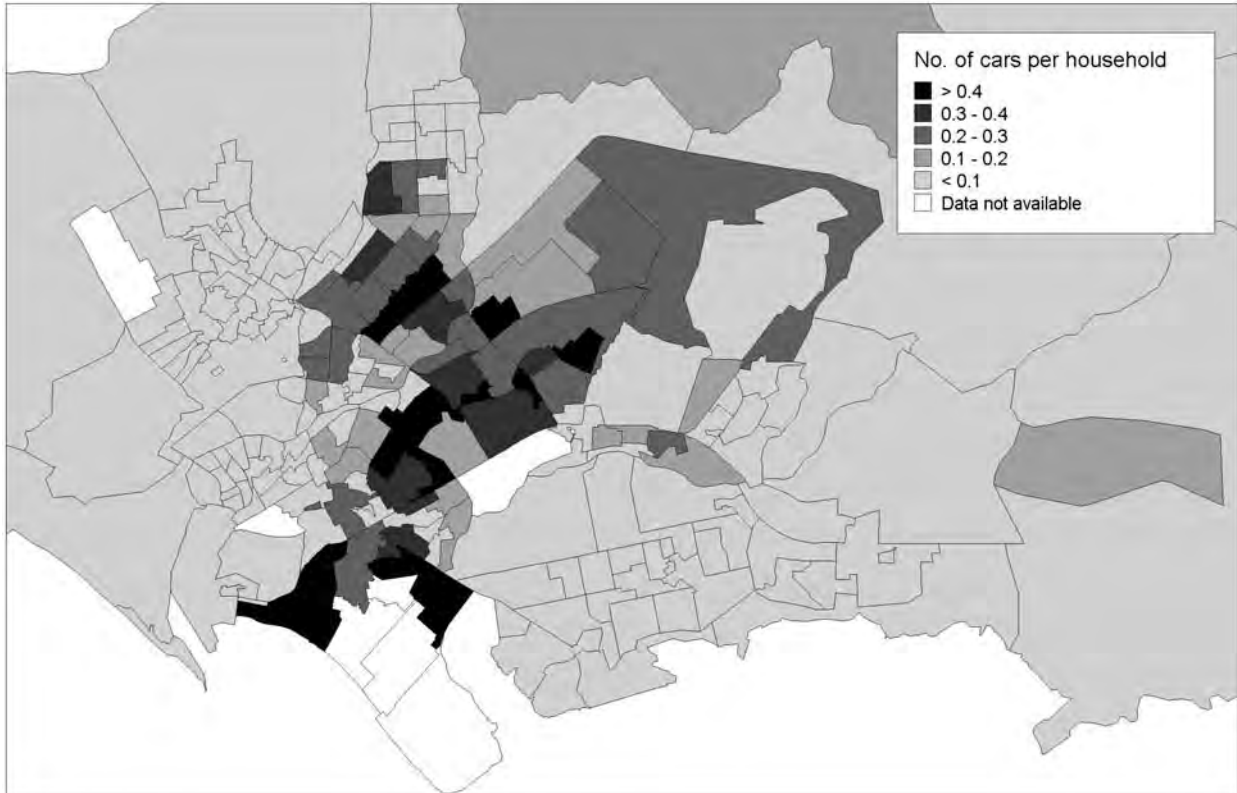 No. of cars per household
> 0.4
0.3 - 0.4
0.2 - 0.3
0.1 - 0.2
< 0.1
Data not available